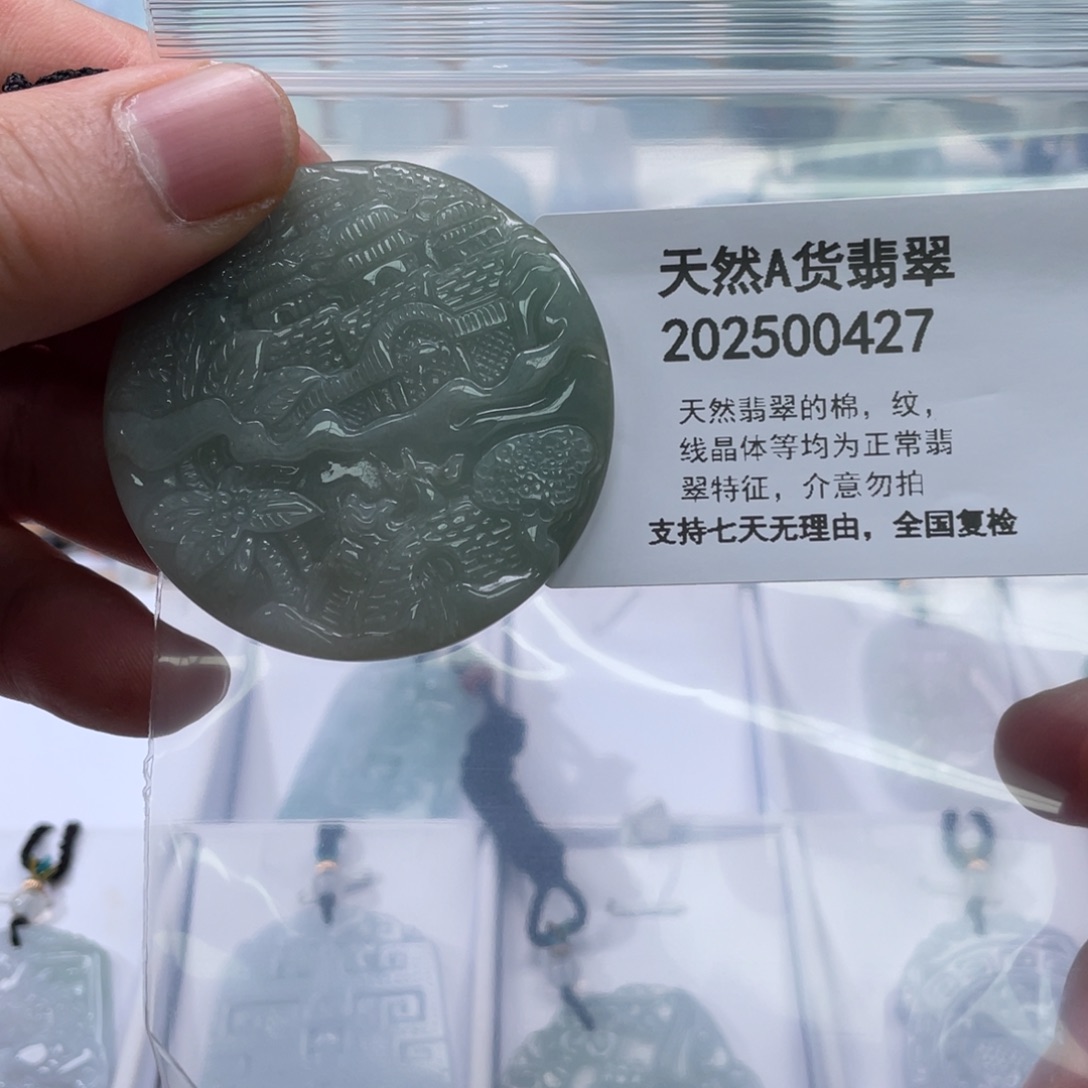 天然A货翡翠
202500427
天然翡翠的棉，纹，
线晶体等均为正常翡
翠特征，介意勿拍
支持七天无理由，全国复检